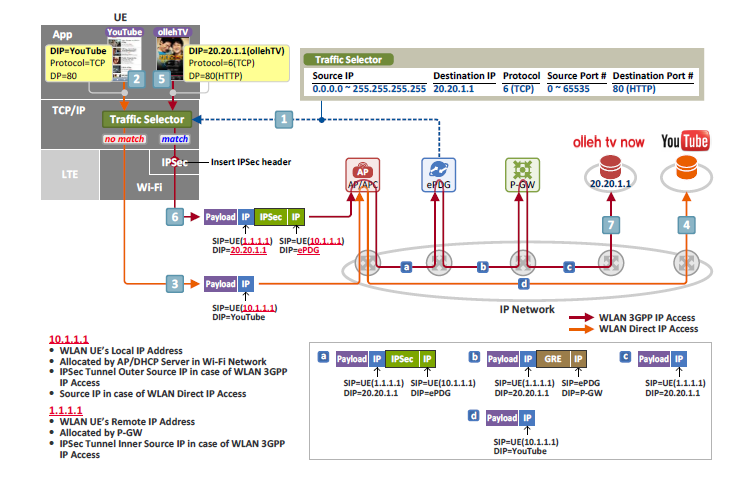 UE
App
YouTube
ollehTV
DIP=YouTube
Protocol=TCP
DP=80
2
5
DIP=20.20.1.1(ollehTV)
Protocol=6(TCP)
DP=80(HTTP)
Traffic Selector
Source IP Destination IP Protocol Source Port # Destination Port #
0.0.0.0 ~ 255.255.255.255 20.20.1.1 6 (TCP) 0 ~ 65535 80 (HTTP)
TCP/IP
Traffic Selector
1
no match
match
IPSec
Insert IPSec header
LTE
Wi-Fi
olleh tv now
YouTube
AP
AP/APC
ePDG
P-GW
20.20.1.1
6
Payload IP IPSec IP
SIP=UE(1.1.1.1)
DIP=20.20.1.1
SIP=UE(10.1.1.1)
DIP=ePDG
7
4
a
b
c
d
3
Payload IP
SIP=UE(10.1.1.1)
DIP=YouTube
IP Network
WLAN 3GPP IP Access
WLAN Direct IP Access
10.1.1.1
• WLAN UE's Local IP Address
• Allocated by AP/DHCP Server in Wi-Fi Network
• IPSec Tunnel Outer Source IP in case of WLAN 3GPP
IP Access
• Source IP in case of WLAN Direct IP Access
1.1.1.1
• WLAN UE's Remote IP Address
• Allocated by P-GW
• IPSec Tunnel Inner Source IP in case of WLAN 3GPP
IP Access
a
Payload IP IPSec IP
SIP=UE(1.1.1.1)
DIP=20.20.1.1
SIP=UE(10.1.1.1)
DIP=ePDG
b
Payload IP GRE IP
SIP=UE(1.1.1.1)
DIP=20.20.1.1
SIP=ePDG
DIP=P-GW
c
Payload IP
SIP=UE(1.1.1.1)
DIP=20.20.1.1
d
Payload IP
SIP=UE(10.1.1.1)
DIP=YouTube